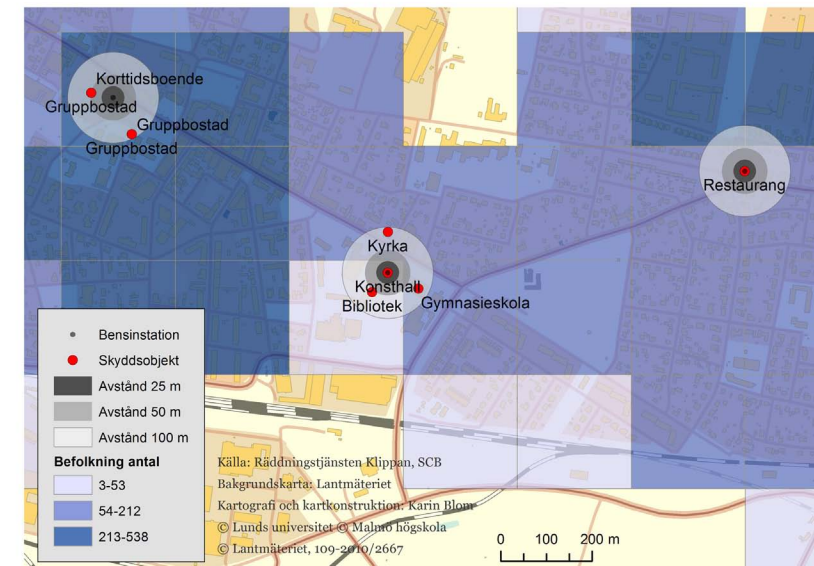 Korttidsboende
Gruppbostad
Gruppbostad
Gruppbostad
Restaurang
Kyrka
Konsthall
Bibliotek
Gymnasieskola
Bensinstation
Skyddsobjekt
Avstånd 25 m
Avstånd 50 m
Avstånd 100 m
Befolkning antal
3-53
54-212
213-538
Källa: Räddningstjänsten Klippan, SCB
Bakgrundskarta: Lantmäteriet
Kartografi och kartkonstruktion: Karin Blom
© Lunds universitet © Malmö högskola
© Lantmäteriet, 109-2010/2667
0 100 200 m